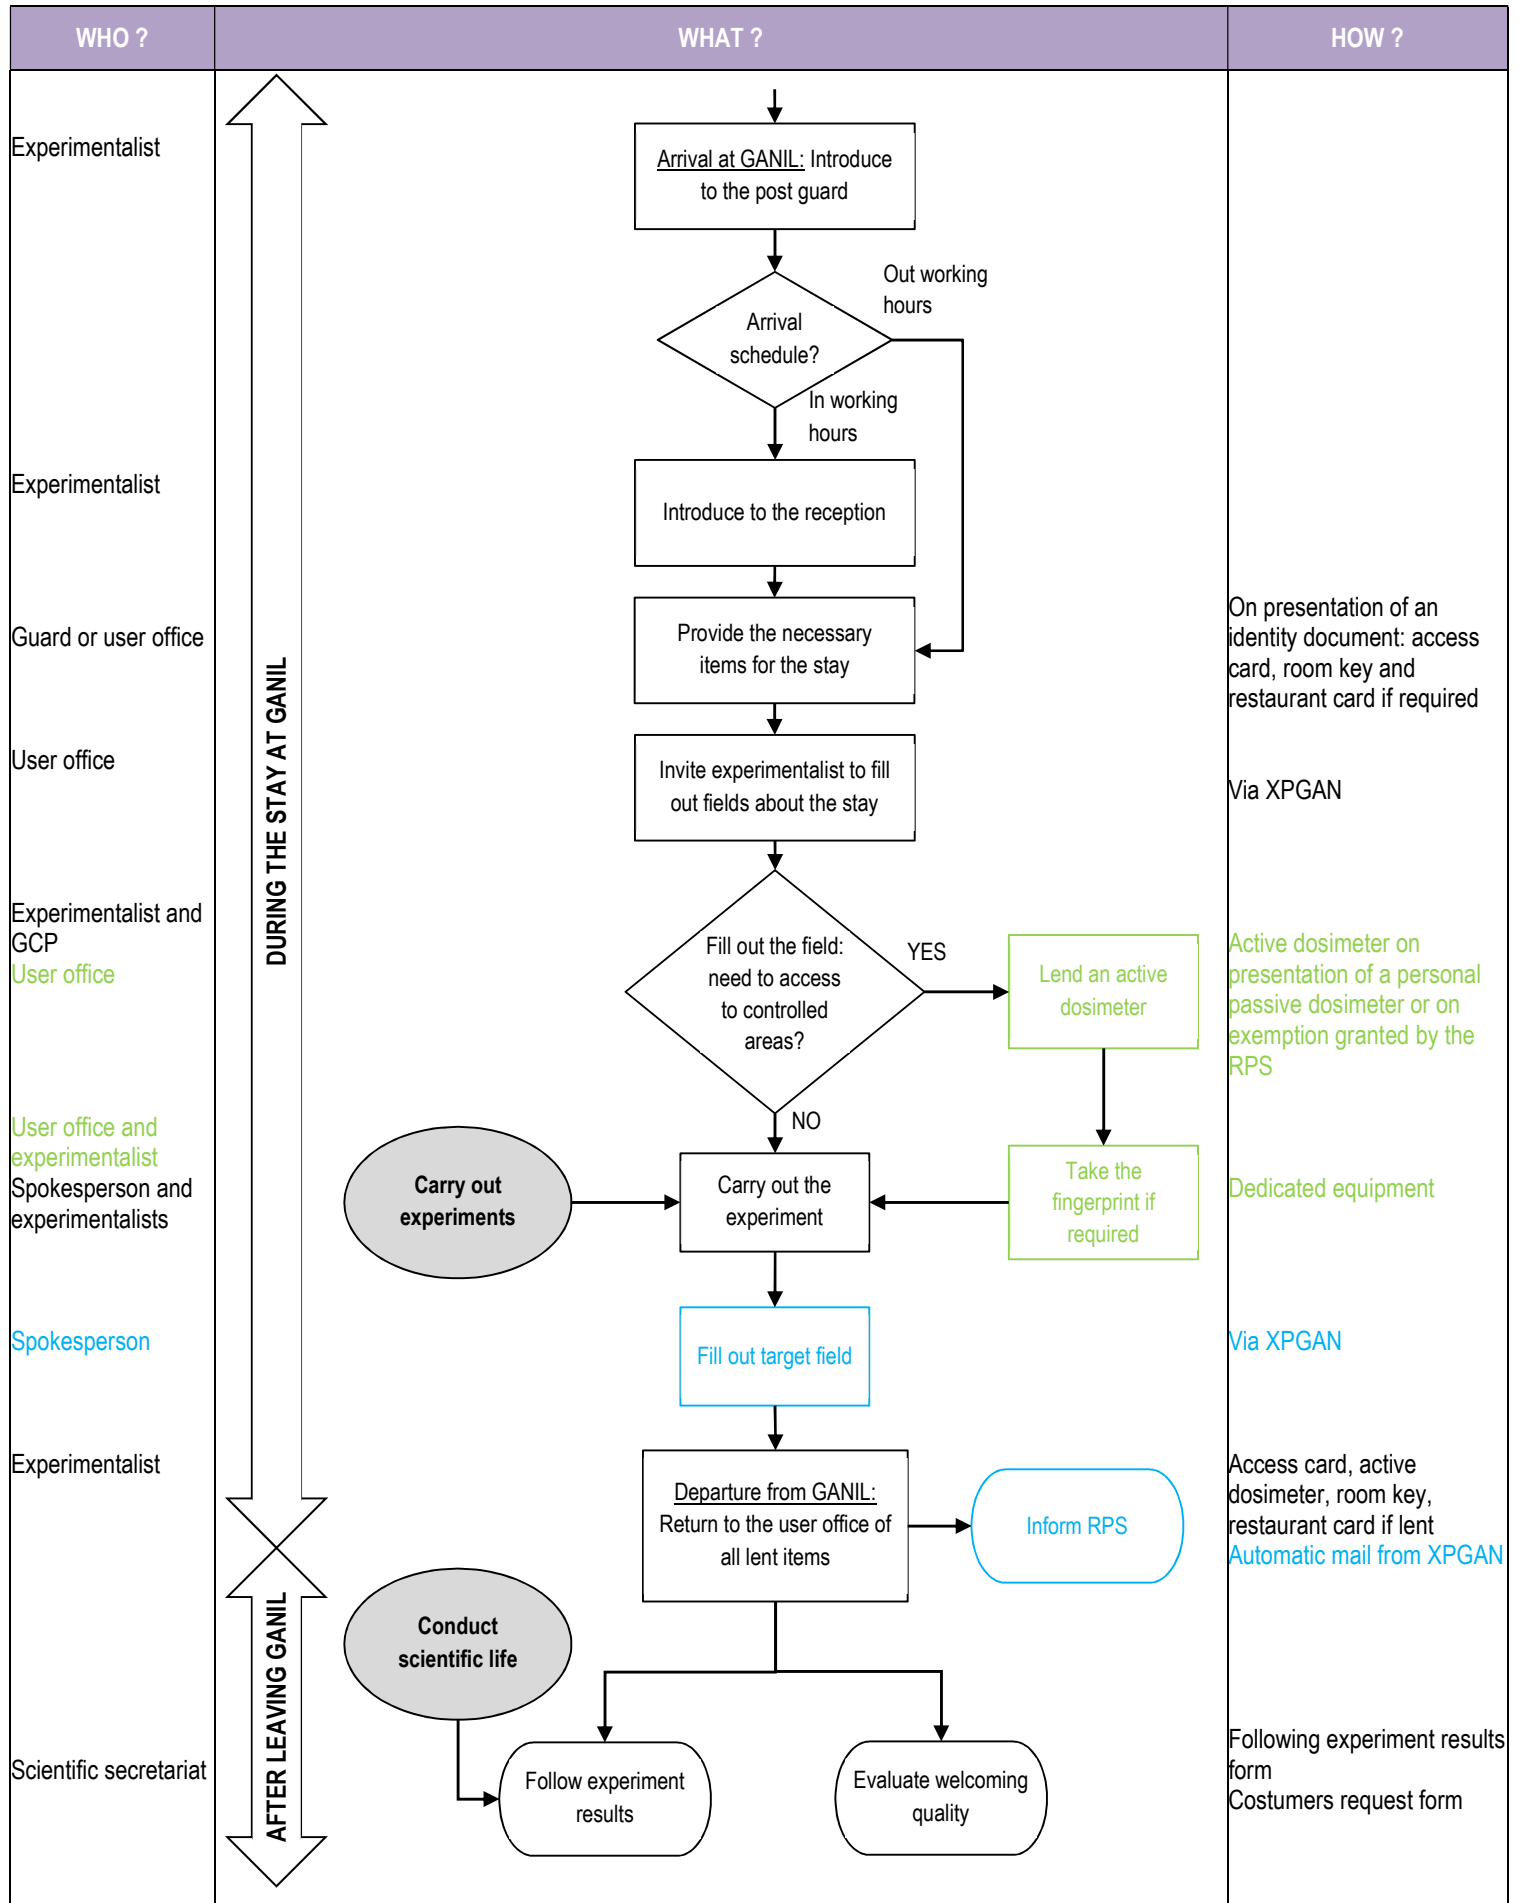 WHO ?
WHAT ?
HOW ?
Experimentalist
Arrival at GANIL: Introduce
to the post guard
Out working
hours
Arrival
schedule?
In working
hours
Experimentalist
Introduce to the reception
Guard or user office
Provide the necessary
items for the stay
On presentation of an
identity document: access
card, room key and
restaurant card if required
User office
Invite experimentalist to fill
out fields about the stay
Via XPGAN
DURING THE STAY AT GANIL
Experimentalist and
GCP
User office
Fill out the field:
need to access
to controlled
areas?
YES
NO
Lend an active
dosimeter
Active dosimeter on
presentation of a personal
passive dosimeter or on
exemption granted by the
RPS
User office and
experimentalist
Spokesperson and
experimentalists
Carry out
experiments
Carry out the
experiment
Take the
fingerprint if
required
Dedicated equipment
Spokesperson
Fill out target field
Via XPGAN
Experimentalist
Departure from GANIL:
Return to the user office of
all lent items
Inform RPS
Access card, active
dosimeter, room key,
restaurant card if lent
Automatic mail from XPGAN
AFTER LEAVING GANIL
Conduct
scientific life
Scientific secretariat
Follow experiment
results
Evaluate welcoming
quality
Following experiment results
form
Costumers request form